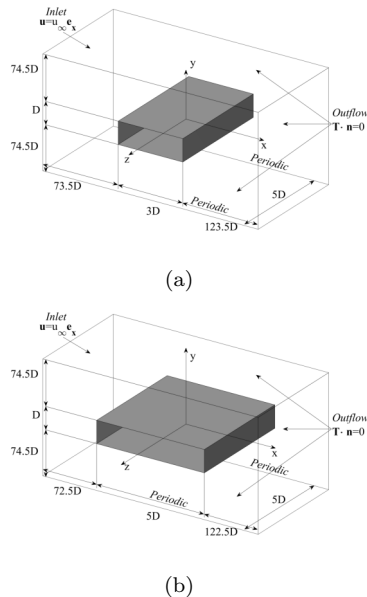 Inlet
u=u∞ex
74.5D
y
D
Outflow
T· n=0
x
74.5D
z
Periodic
73.5D
Periodic
5D
3D
123.5D
(a)
Inlet
u=u∞ex
74.5D
y
D
Outflow
T· n=0
x
74.5D
z
Periodic
72.5D
Periodic
5D
5D
122.5D
(b)